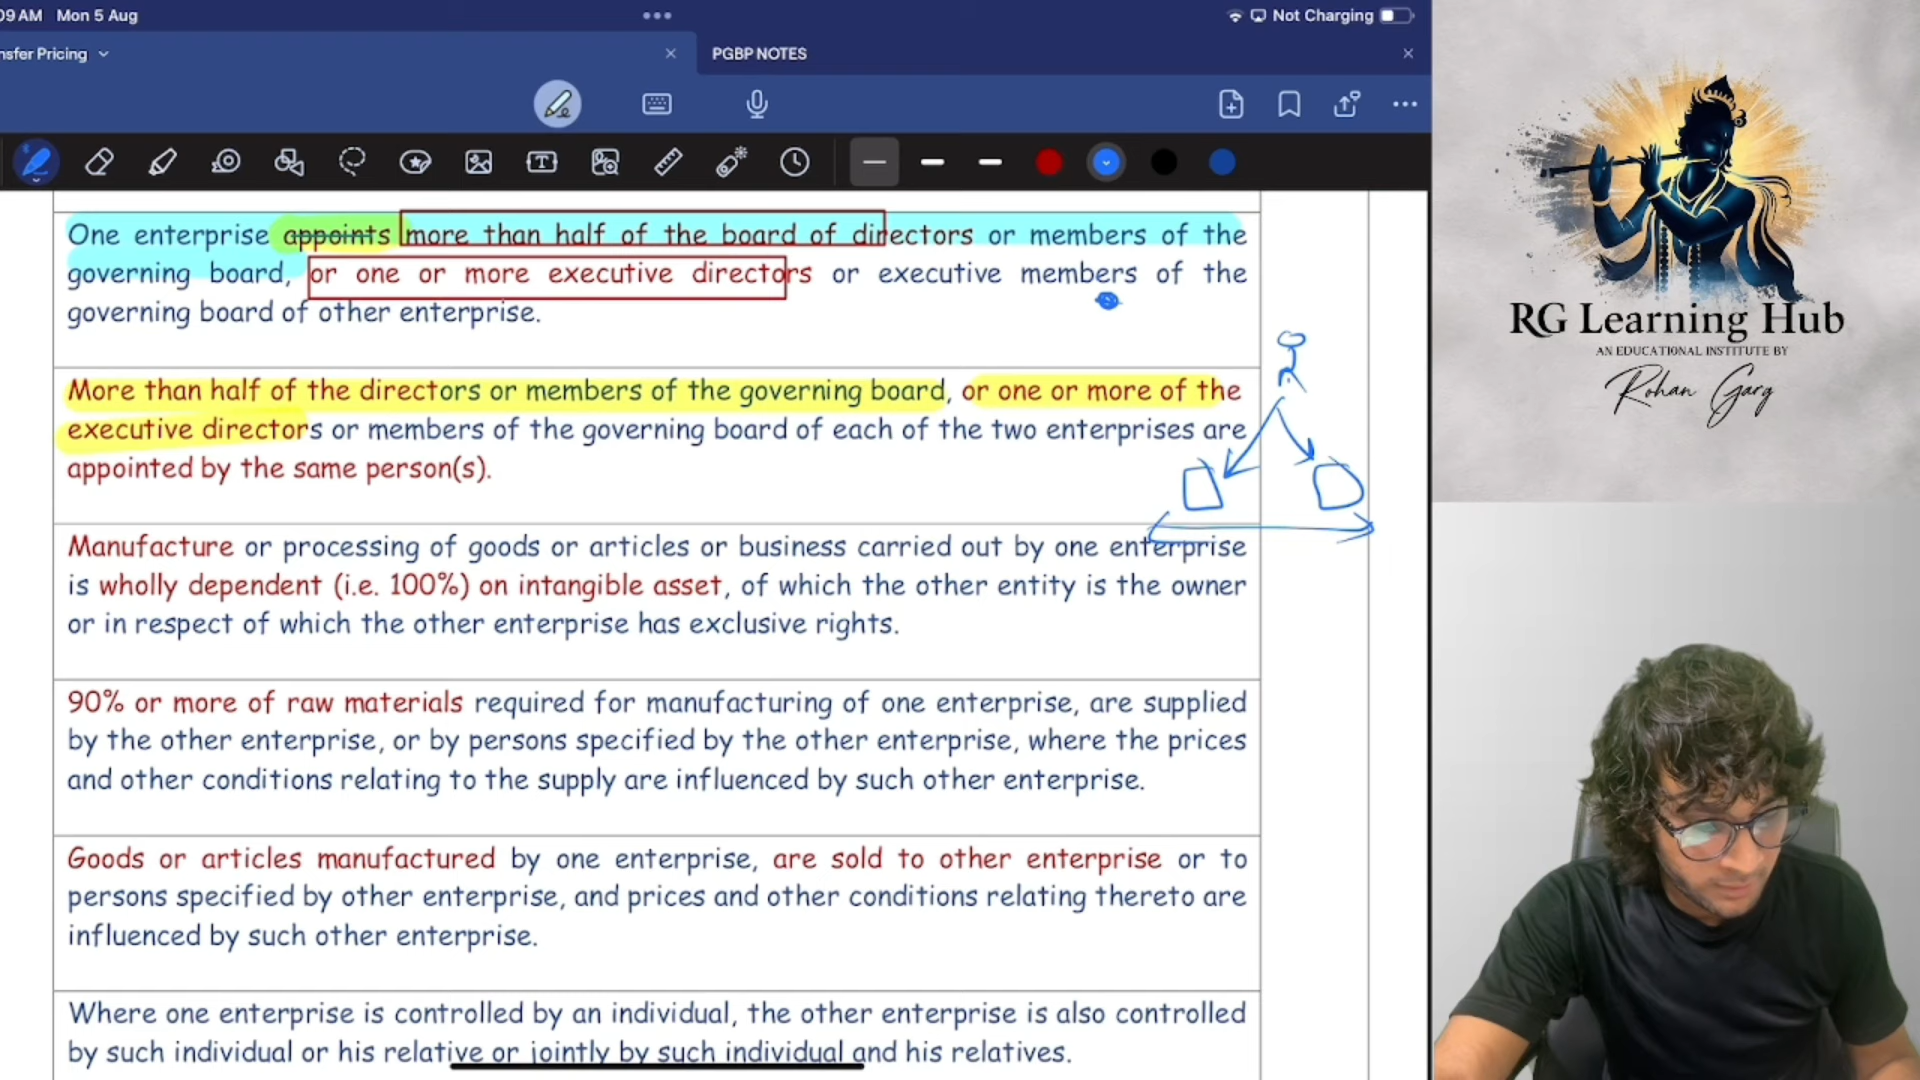 09 AM Mon 5 Aug
Not Charging
nsfer Pricing
PGBP NOTES
One enterprise appoints more than half of the board of directors or members of the
governing board, or one or more executive directors or executive members of the
governing board of other enterprise.
More than half of the directors or members of the governing board, or one or more of the
executive directors or members of the governing board of each of the two enterprises are
appointed by the same person(s).
Manufacture or processing of goods or articles or business carried out by one enterprise
is wholly dependent (i.e. 100%) on intangible asset, of which the other entity is the owner
or in respect of which the other enterprise has exclusive rights.
90% or more of raw materials required for manufacturing of one enterprise, are supplied
by the other enterprise, or by persons specified by the other enterprise, where the prices
and other conditions relating to the supply are influenced by such other enterprise.
Goods or articles manufactured by one enterprise, are sold to other enterprise or to
persons specified by other enterprise, and prices and other conditions relating thereto are
influenced by such other enterprise.
Where one enterprise is controlled by an individual, the other enterprise is also controlled
by such individual or his relative or jointly by such individual and his relatives.
RG Learning Hub
AN EDUCATIONAL INSTITUTE BY
Rohan Garg